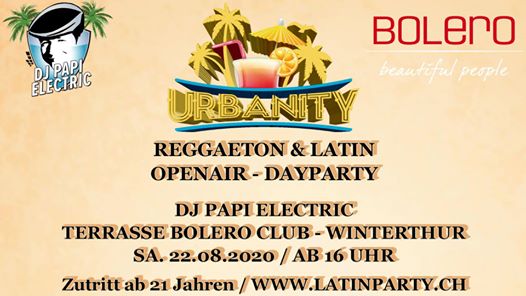 DJ PAPI
ELECTRIC
URBANITY
BOLERO
beautiful people
REGGAETON & LATIN
OPENAIR - DAYPARTY
DJ PAPI ELECTRIC
TERRASSE BOLERO CLUB - WINTERTHUR
SA. 22.08.2020 / AB 16 UHR
Zutritt ab 21 Jahren / WWW.LATINPARTY.CH